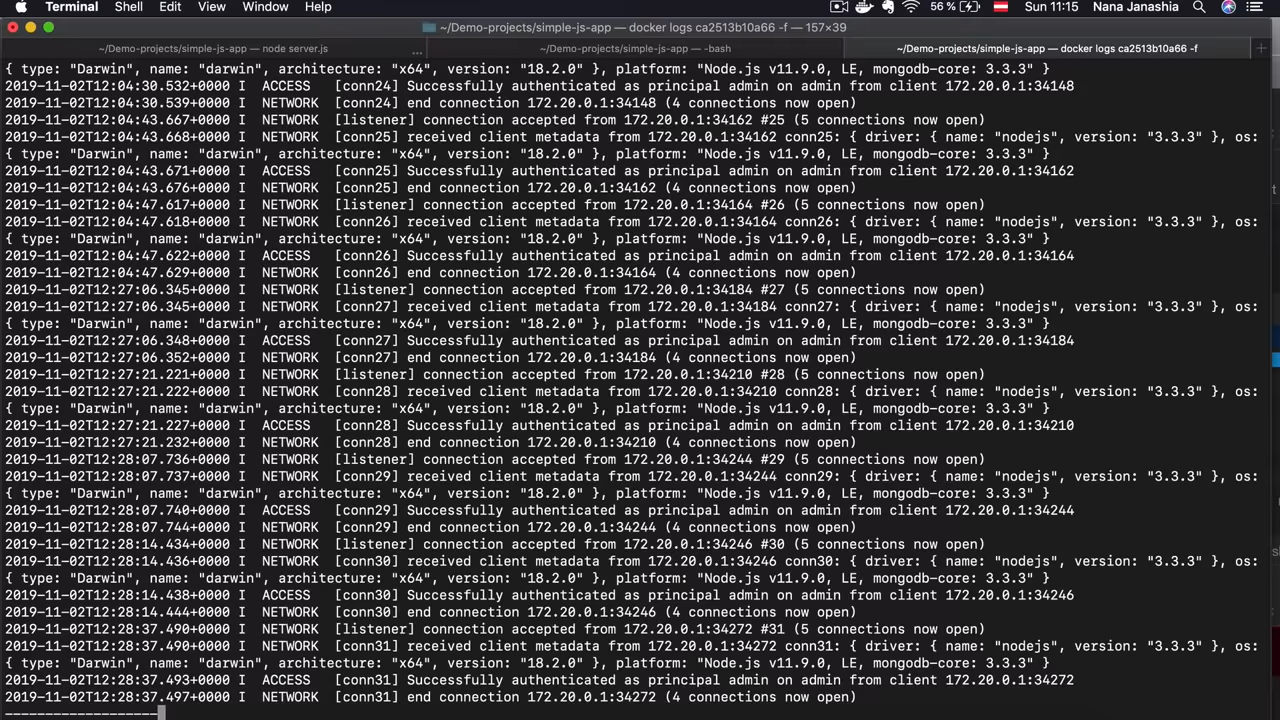 Terminal Shell Edit View Window Help 56 % Sun 11:15 Nana Janashia
~/Demo-projects/simple-js-app — docker logs ca2513b10a66 -f — 157×39
~/Demo-projects/simple-js-app — node server.js ... ~/Demo-projects/simple-js-app — -bash ~/Demo-projects/simple-js-app — docker logs ca2513b10a66 -f +
{ type: "Darwin", name: "darwin", architecture: "x64", version: "18.2.0" }, platform: "Node.js v11.9.0, LE, mongodb-core: 3.3.3" }
2019-11-02T12:04:30.532+0000 I  ACCESS   [conn24] Successfully authenticated as principal admin on admin from client 172.20.0.1:34148
2019-11-02T12:04:30.539+0000 I  NETWORK  [conn24] end connection 172.20.0.1:34148 (4 connections now open)
2019-11-02T12:04:43.667+0000 I  NETWORK  [listener] connection accepted from 172.20.0.1:34162 #25 (5 connections now open)
2019-11-02T12:04:43.668+0000 I  NETWORK  [conn25] received client metadata from 172.20.0.1:34162 conn25: { driver: { name: "nodejs", version: "3.3.3" }, os:
{ type: "Darwin", name: "darwin", architecture: "x64", version: "18.2.0" }, platform: "Node.js v11.9.0, LE, mongodb-core: 3.3.3" }
2019-11-02T12:04:43.671+0000 I  ACCESS   [conn25] Successfully authenticated as principal admin on admin from client 172.20.0.1:34162
2019-11-02T12:04:43.676+0000 I  NETWORK  [conn25] end connection 172.20.0.1:34162 (4 connections now open)
2019-11-02T12:04:47.617+0000 I  NETWORK  [listener] connection accepted from 172.20.0.1:34164 #26 (5 connections now open)
2019-11-02T12:04:47.618+0000 I  NETWORK  [conn26] received client metadata from 172.20.0.1:34164 conn26: { driver: { name: "nodejs", version: "3.3.3" }, os:
{ type: "Darwin", name: "darwin", architecture: "x64", version: "18.2.0" }, platform: "Node.js v11.9.0, LE, mongodb-core: 3.3.3" }
2019-11-02T12:04:47.622+0000 I  ACCESS   [conn26] Successfully authenticated as principal admin on admin from client 172.20.0.1:34164
2019-11-02T12:04:47.629+0000 I  NETWORK  [conn26] end connection 172.20.0.1:34164 (4 connections now open)
2019-11-02T12:27:06.345+0000 I  NETWORK  [listener] connection accepted from 172.20.0.1:34184 #27 (5 connections now open)
2019-11-02T12:27:06.345+0000 I  NETWORK  [conn27] received client metadata from 172.20.0.1:34184 conn27: { driver: { name: "nodejs", version: "3.3.3" }, os:
{ type: "Darwin", name: "darwin", architecture: "x64", version: "18.2.0" }, platform: "Node.js v11.9.0, LE, mongodb-core: 3.3.3" }
2019-11-02T12:27:06.348+0000 I  ACCESS   [conn27] Successfully authenticated as principal admin on admin from client 172.20.0.1:34184
2019-11-02T12:27:06.352+0000 I  NETWORK  [conn27] end connection 172.20.0.1:34184 (4 connections now open)
2019-11-02T12:27:21.221+0000 I  NETWORK  [listener] connection accepted from 172.20.0.1:34210 #28 (5 connections now open)
2019-11-02T12:27:21.222+0000 I  NETWORK  [conn28] received client metadata from 172.20.0.1:34210 conn28: { driver: { name: "nodejs", version: "3.3.3" }, os:
{ type: "Darwin", name: "darwin", architecture: "x64", version: "18.2.0" }, platform: "Node.js v11.9.0, LE, mongodb-core: 3.3.3" }
2019-11-02T12:27:21.227+0000 I  ACCESS   [conn28] Successfully authenticated as principal admin on admin from client 172.20.0.1:34210
2019-11-02T12:27:21.232+0000 I  NETWORK  [conn28] end connection 172.20.0.1:34210 (4 connections now open)
2019-11-02T12:28:07.736+0000 I  NETWORK  [listener] connection accepted from 172.20.0.1:34244 #29 (5 connections now open)
2019-11-02T12:28:07.737+0000 I  NETWORK  [conn29] received client metadata from 172.20.0.1:34244 conn29: { driver: { name: "nodejs", version: "3.3.3" }, os:
{ type: "Darwin", name: "darwin", architecture: "x64", version: "18.2.0" }, platform: "Node.js v11.9.0, LE, mongodb-core: 3.3.3" }
2019-11-02T12:28:07.740+0000 I  ACCESS   [conn29] Successfully authenticated as principal admin on admin from client 172.20.0.1:34244
2019-11-02T12:28:07.744+0000 I  NETWORK  [conn29] end connection 172.20.0.1:34244 (4 connections now open)
2019-11-02T12:28:14.434+0000 I  NETWORK  [listener] connection accepted from 172.20.0.1:34246 #30 (5 connections now open)
2019-11-02T12:28:14.436+0000 I  NETWORK  [conn30] received client metadata from 172.20.0.1:34246 conn30: { driver: { name: "nodejs", version: "3.3.3" }, os:
{ type: "Darwin", name: "darwin", architecture: "x64", version: "18.2.0" }, platform: "Node.js v11.9.0, LE, mongodb-core: 3.3.3" }
2019-11-02T12:28:14.438+0000 I  ACCESS   [conn30] Successfully authenticated as principal admin on admin from client 172.20.0.1:34246
2019-11-02T12:28:14.444+0000 I  NETWORK  [conn30] end connection 172.20.0.1:34246 (4 connections now open)
2019-11-02T12:28:37.490+0000 I  NETWORK  [listener] connection accepted from 172.20.0.1:34272 #31 (5 connections now open)
2019-11-02T12:28:37.490+0000 I  NETWORK  [conn31] received client metadata from 172.20.0.1:34272 conn31: { driver: { name: "nodejs", version: "3.3.3" }, os:
{ type: "Darwin", name: "darwin", architecture: "x64", version: "18.2.0" }, platform: "Node.js v11.9.0, LE, mongodb-core: 3.3.3" }
2019-11-02T12:28:37.493+0000 I  ACCESS   [conn31] Successfully authenticated as principal admin on admin from client 172.20.0.1:34272
2019-11-02T12:28:37.497+0000 I  NETWORK  [conn31] end connection 172.20.0.1:34272 (4 connections now open)
-------------------